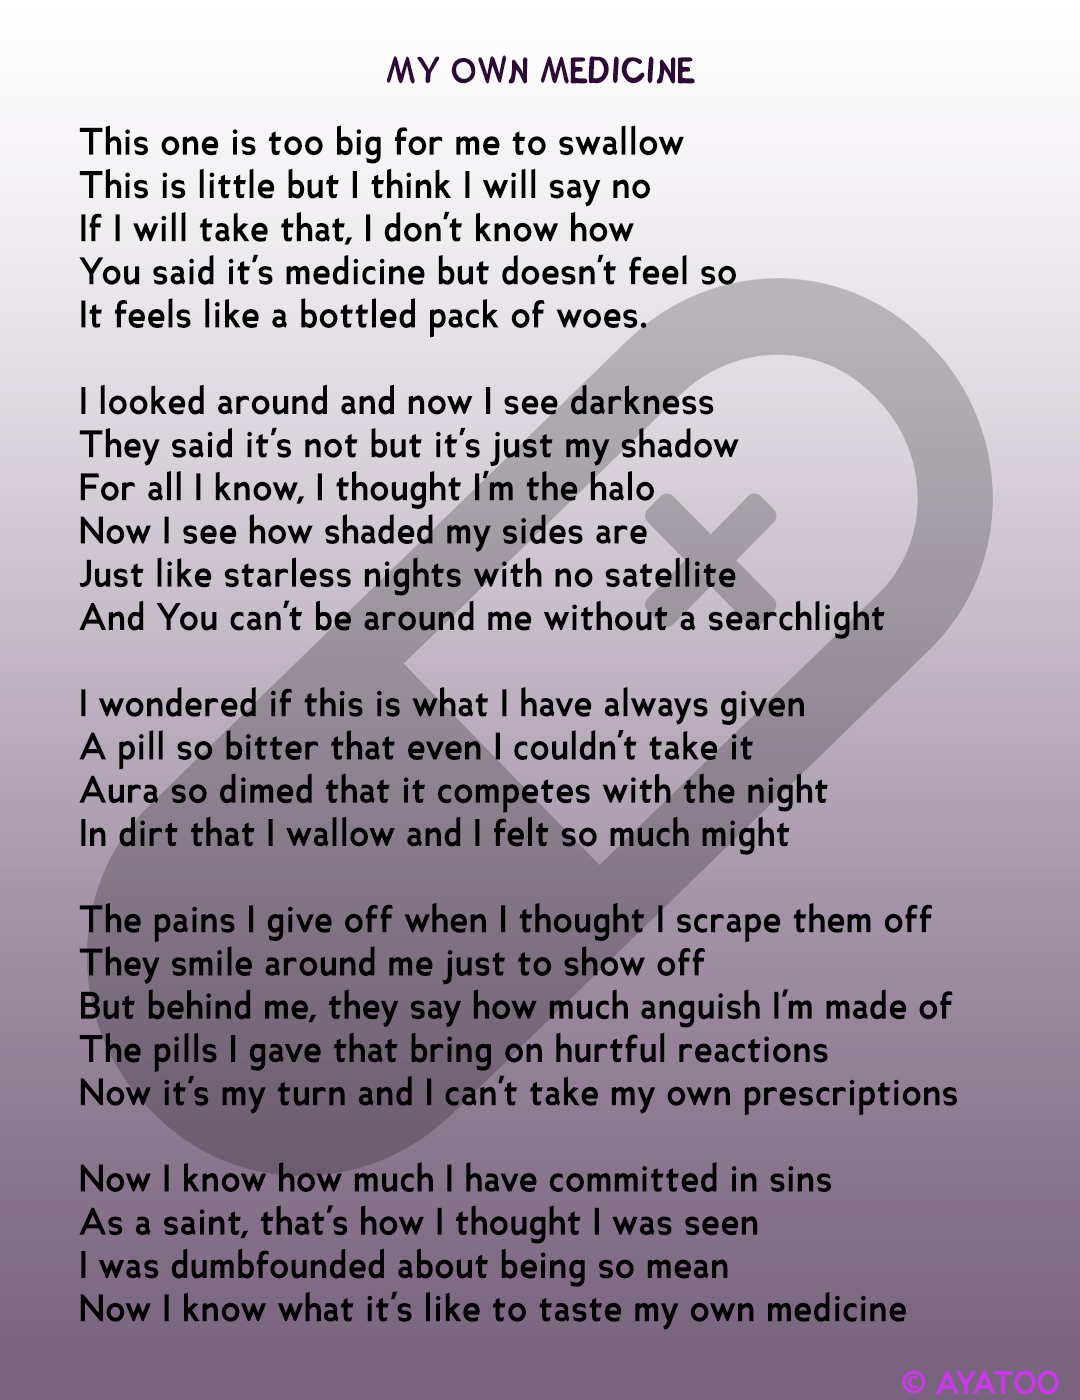 MY OWN MEDICINE
This one is too big for me to swallow
This is little but I think I will say no
If I will take that, I don't know how
You said it's medicine but doesn't feel so
It feels like a bottled pack of woes.
I looked around and now I see darkness
They said it's not but it's just my shadow
For all I know, I thought I'm the halo
Now I see how shaded my sides are
Just like starless nights with no satellite
And You can't be around me without a searchlight
I wondered if this is what I have always given
A pill so bitter that even I couldn't take it
Aura so dimed that it competes with the night
In dirt that I wallow and I felt so much might
The pains I give off when I thought I scrape them off
They smile around me just to show off
But behind me, they say how much anguish I'm made of
The pills I gave that bring on hurtful reactions
Now it's my turn and I can't take my own prescriptions
Now I know how much I have committed in sins
As a saint, that's how I thought I was seen
I was dumbfounded about being so mean
Now I know what it's like to taste my own medicine
© AYATOO